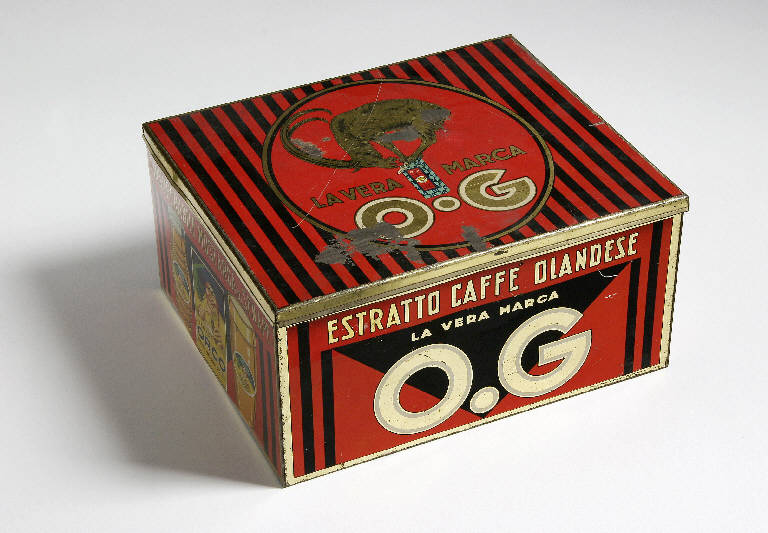 LA VERA MARCA
O.G
ESTRATTO CAFFE OLANDESE
LA VERA MARCA
O.G